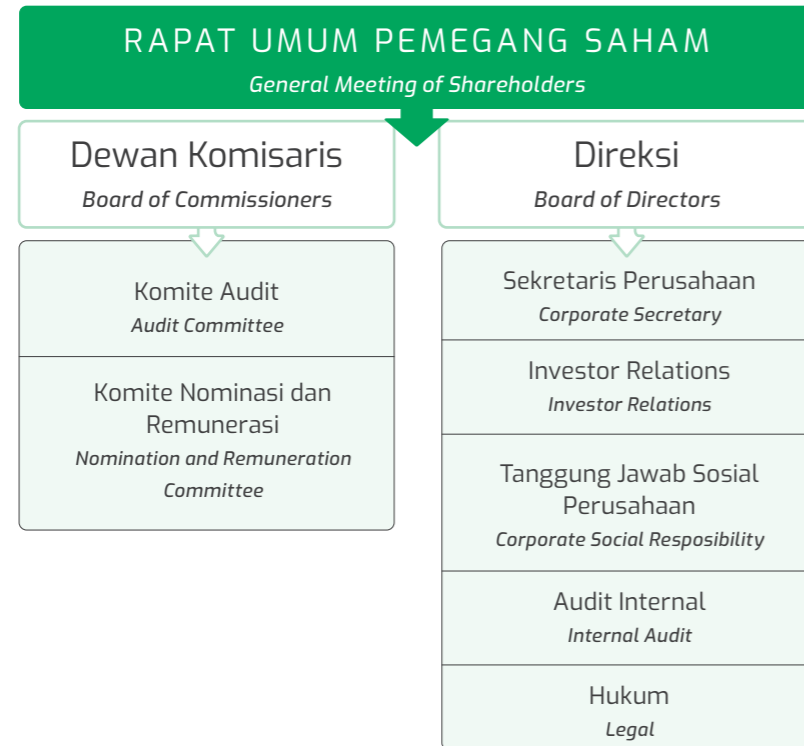 RAPAT UMUM PEMEGANG SAHAM
General Meeting of Shareholders
Dewan Komisaris
Board of Commissioners
Komite Audit
Audit Committee
Komite Nominasi dan
Remunerasi
Nomination and Remuneration
Committee
Direksi
Board of Directors
Sekretaris Perusahaan
Corporate Secretary
Investor Relations
Investor Relations
Tanggung Jawab Sosial
Perusahaan
Corporate Social Resposibility
Audit Internal
Internal Audit
Hukum
Legal